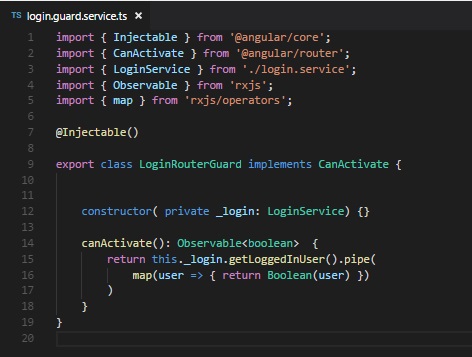 login.guard.service.ts ×
1 import { Injectable } from '@angular/core';
2 import { CanActivate } from '@angular/router';
3 import { LoginService } from './login.service';
4 import { Observable } from 'rxjs';
5 import { map } from 'rxjs/operators';
6
7 @Injectable()
8
9 export class LoginRouterGuard implements CanActivate {
10
11
12     constructor( private _login: LoginService) {}
13
14     canActivate(): Observable<boolean>  {
15         return this._login.getLoggedInUser().pipe(
16             map(user => { return Boolean(user) })
17         )
18     }
19 }
20